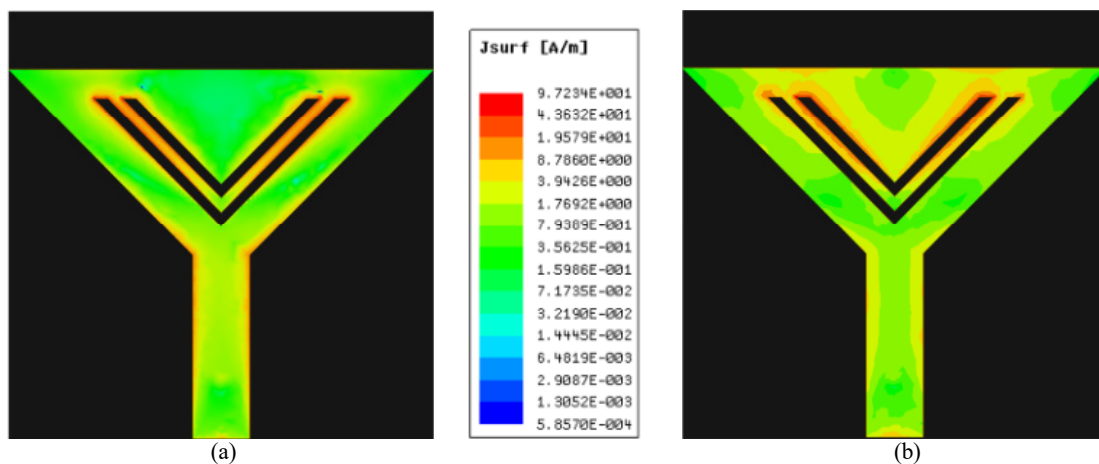 Jsurf [A/m]
9.7234E+001
4.3632E+001
1.9579E+001
8.7860E+000
3.9426E+000
1.7692E+000
7.9389E-001
3.5625E-001
1.5986E-001
7.1735E-002
3.2190E-002
1.4445E-002
6.4819E-003
2.9087E-003
1.3052E-003
5.8570E-004
(a)
(b)